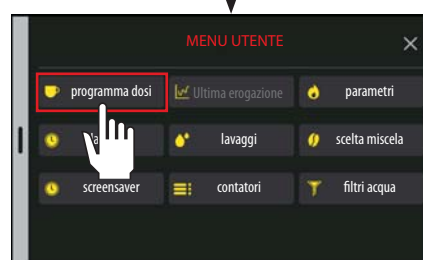 MENU UTENTE
programma dosi Ultima erogazione parametri
lavaggi scelta miscela
screensaver contatori filtri acqua